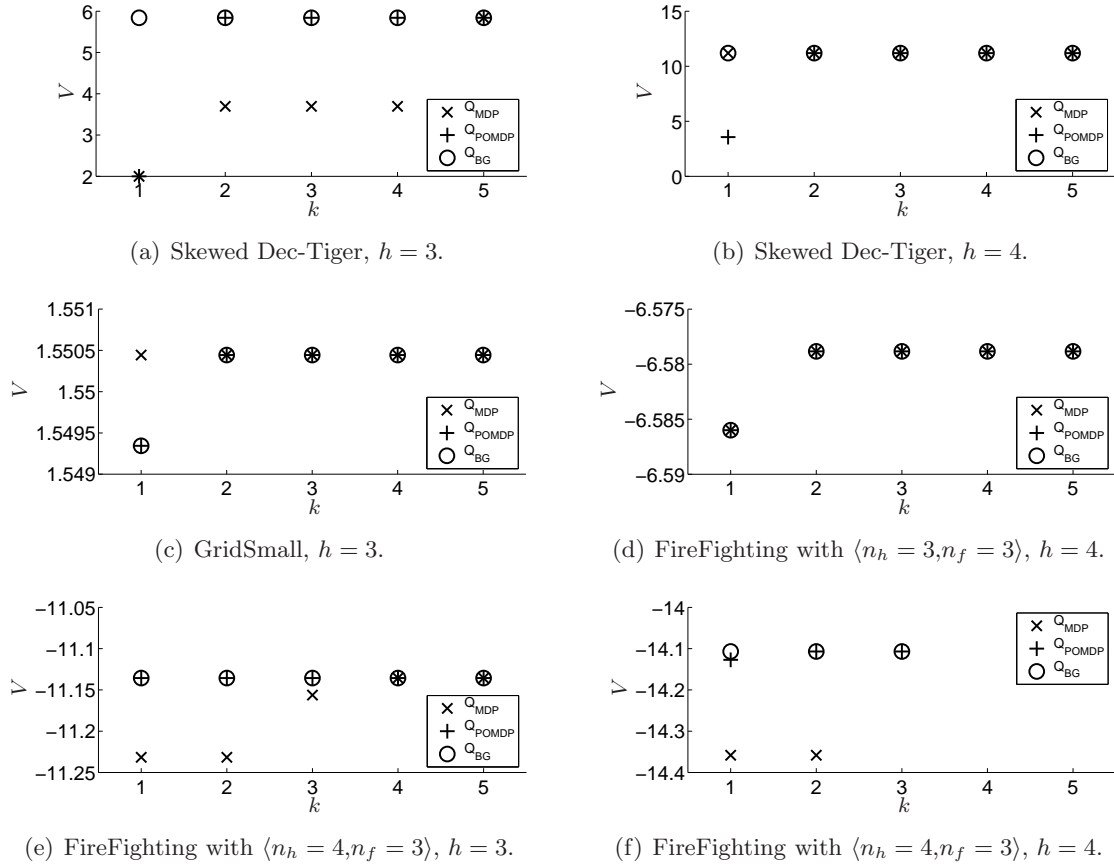 6
5
V
4
3
2
1 2 3 4 5
k
Q_MDP
Q_POMDP
Q_BG
(a) Skewed Dec-Tiger, h = 3.
15
10
V
5
0
1 2 3 4 5
k
Q_MDP
Q_POMDP
Q_BG
(b) Skewed Dec-Tiger, h = 4.
1.551
1.5505
V
1.55
1.5495
1.549
1 2 3 4 5
k
Q_MDP
Q_POMDP
Q_BG
(c) GridSmall, h = 3.
−6.575
−6.58
V
−6.585
−6.59
1 2 3 4 5
k
Q_MDP
Q_POMDP
Q_BG
(d) FireFighting with ⟨n_h = 3,n_f = 3⟩, h = 4.
−11.05
−11.1
V
−11.15
−11.2
−11.25
1 2 3 4 5
k
Q_MDP
Q_POMDP
Q_BG
(e) FireFighting with ⟨n_h = 4,n_f = 3⟩, h = 3.
−14
−14.1
V
−14.2
−14.3
−14.4
1 2 3 4 5
k
Q_MDP
Q_POMDP
Q_BG
(f) FireFighting with ⟨n_h = 4,n_f = 3⟩, h = 4.